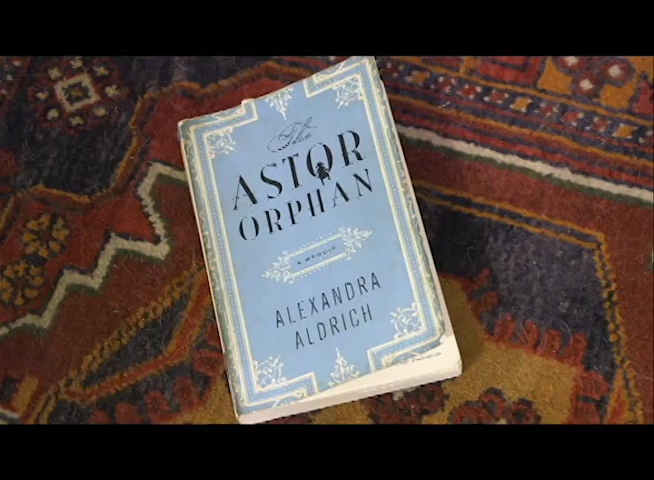 The
ASTOR
ORPHAN
A MEMOIR
ALEXANDRA
ALDRICH